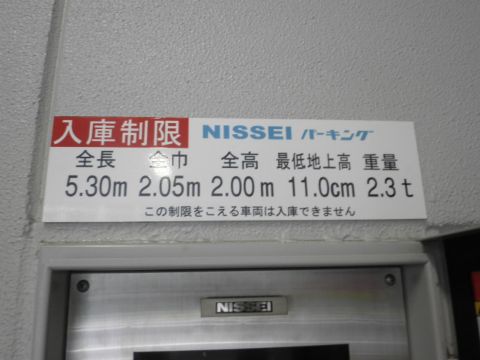 入庫制限 NISSEI パーキング
全長 全巾 全高 最低地上高 重量
5.30m 2.05m 2.00m 11.0cm 2.3t
この制限をこえる車両は入庫できません
NISSEI